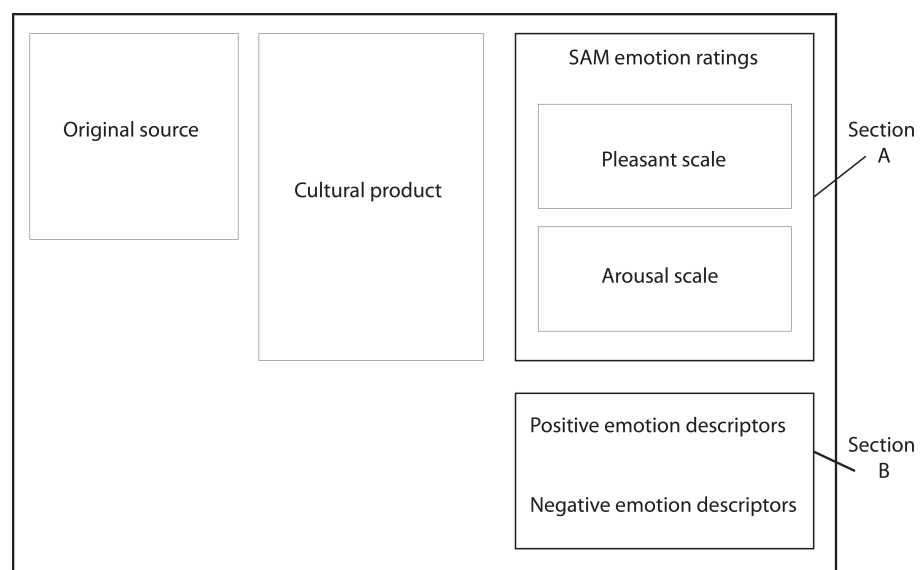 Original source
Cultural product
SAM emotion ratings
Pleasant scale
Arousal scale
Section
A
Positive emotion descriptors
Negative emotion descriptors
Section
B